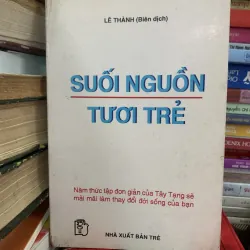 LÊ THÀNH (Biên dịch)
SUỐI NGUỒN
TƯƠI TRẺ
Năm thức tập đơn giản của Tây Tạng sẽ
mãi mãi làm thay đổi đời sống của bạn
NHÀ XUẤT BẢN TRẺ